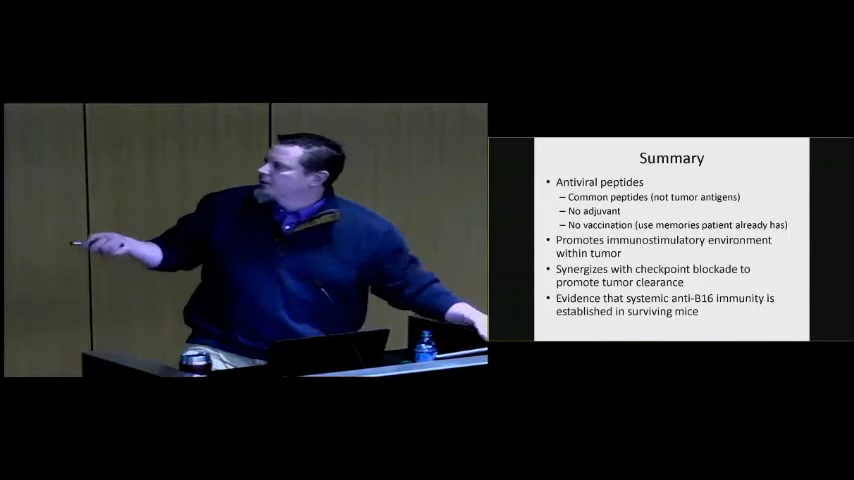 Summary
• Antiviral peptides
– Common peptides (not tumor antigens)
– No adjuvant
– No vaccination (use memories patient already has)
• Promotes immunostimulatory environment
within tumor
• Synergizes with checkpoint blockade to
promote tumor clearance
• Evidence that systemic anti-B16 immunity is
established in surviving mice